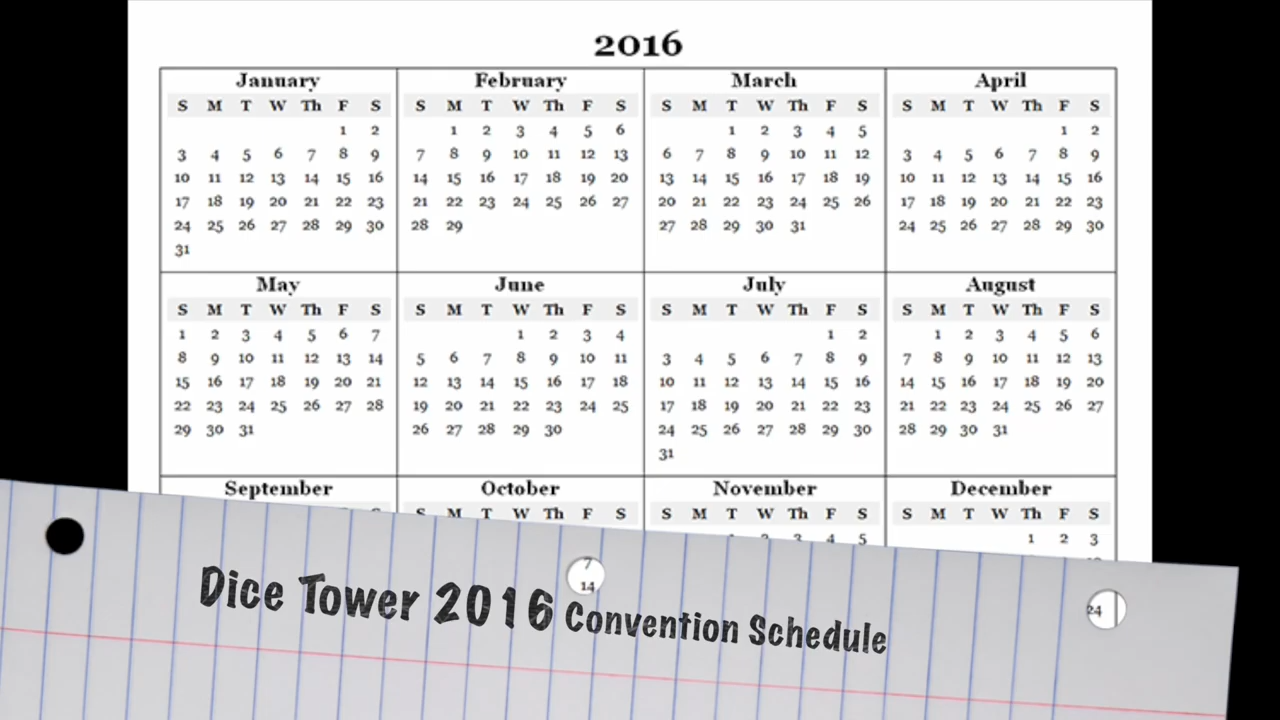 2016
January February March April
S M T W Th F S S M T W Th F S S M T W Th F S S M T W Th F S
1 2 1 2 3 4 5 6 1 2 3 4 5 1 2
3 4 5 6 7 8 9 7 8 9 10 11 12 13 6 7 8 9 10 11 12 3 4 5 6 7 8 9
10 11 12 13 14 15 16 14 15 16 17 18 19 20 13 14 15 16 17 18 19 10 11 12 13 14 15 16
17 18 19 20 21 22 23 21 22 23 24 25 26 27 20 21 22 23 24 25 26 17 18 19 20 21 22 23
24 25 26 27 28 29 30 28 29 27 28 29 30 31 24 25 26 27 28 29 30
31
May June July August
S M T W Th F S S M T W Th F S S M T W Th F S S M T W Th F S
1 2 3 4 5 6 7 1 2 3 4 1 2 1 2 3 4 5 6
8 9 10 11 12 13 14 5 6 7 8 9 10 11 3 4 5 6 7 8 9 7 8 9 10 11 12 13
15 16 17 18 19 20 21 12 13 14 15 16 17 18 10 11 12 13 14 15 16 14 15 16 17 18 19 20
22 23 24 25 26 27 28 19 20 21 22 23 24 25 17 18 19 20 21 22 23 21 22 23 24 25 26 27
29 30 31 26 27 28 29 30 24 25 26 27 28 29 30 28 29 30 31
31
September October November December
S M T W Th F M T W Th F S S M T W Th F S S M T W Th F S
3 4 5 1 2 3
7
14
24
Dice Tower 2016 Convention Schedule